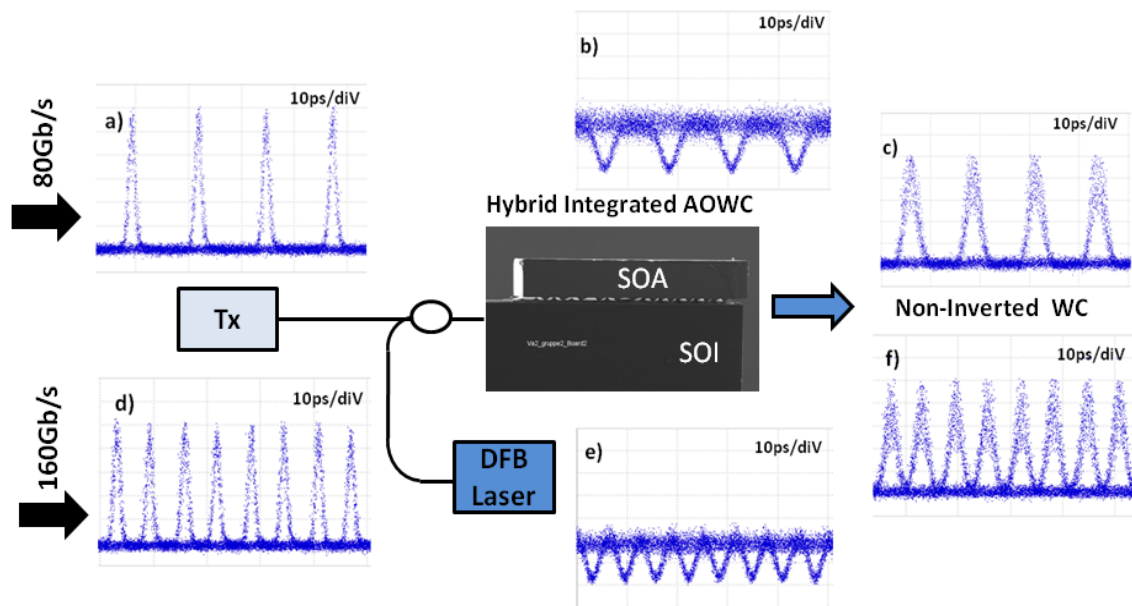 80Gb/s
a)
10ps/diV
b)
10ps/diV
c)
10ps/diV
Hybrid Integrated AOWC
SOA
Va2_gruppe2_Board2
SOI
Tx
Non-Inverted WC
160Gb/s
d)
10ps/diV
DFB
Laser
e)
10ps/diV
f)
10ps/diV